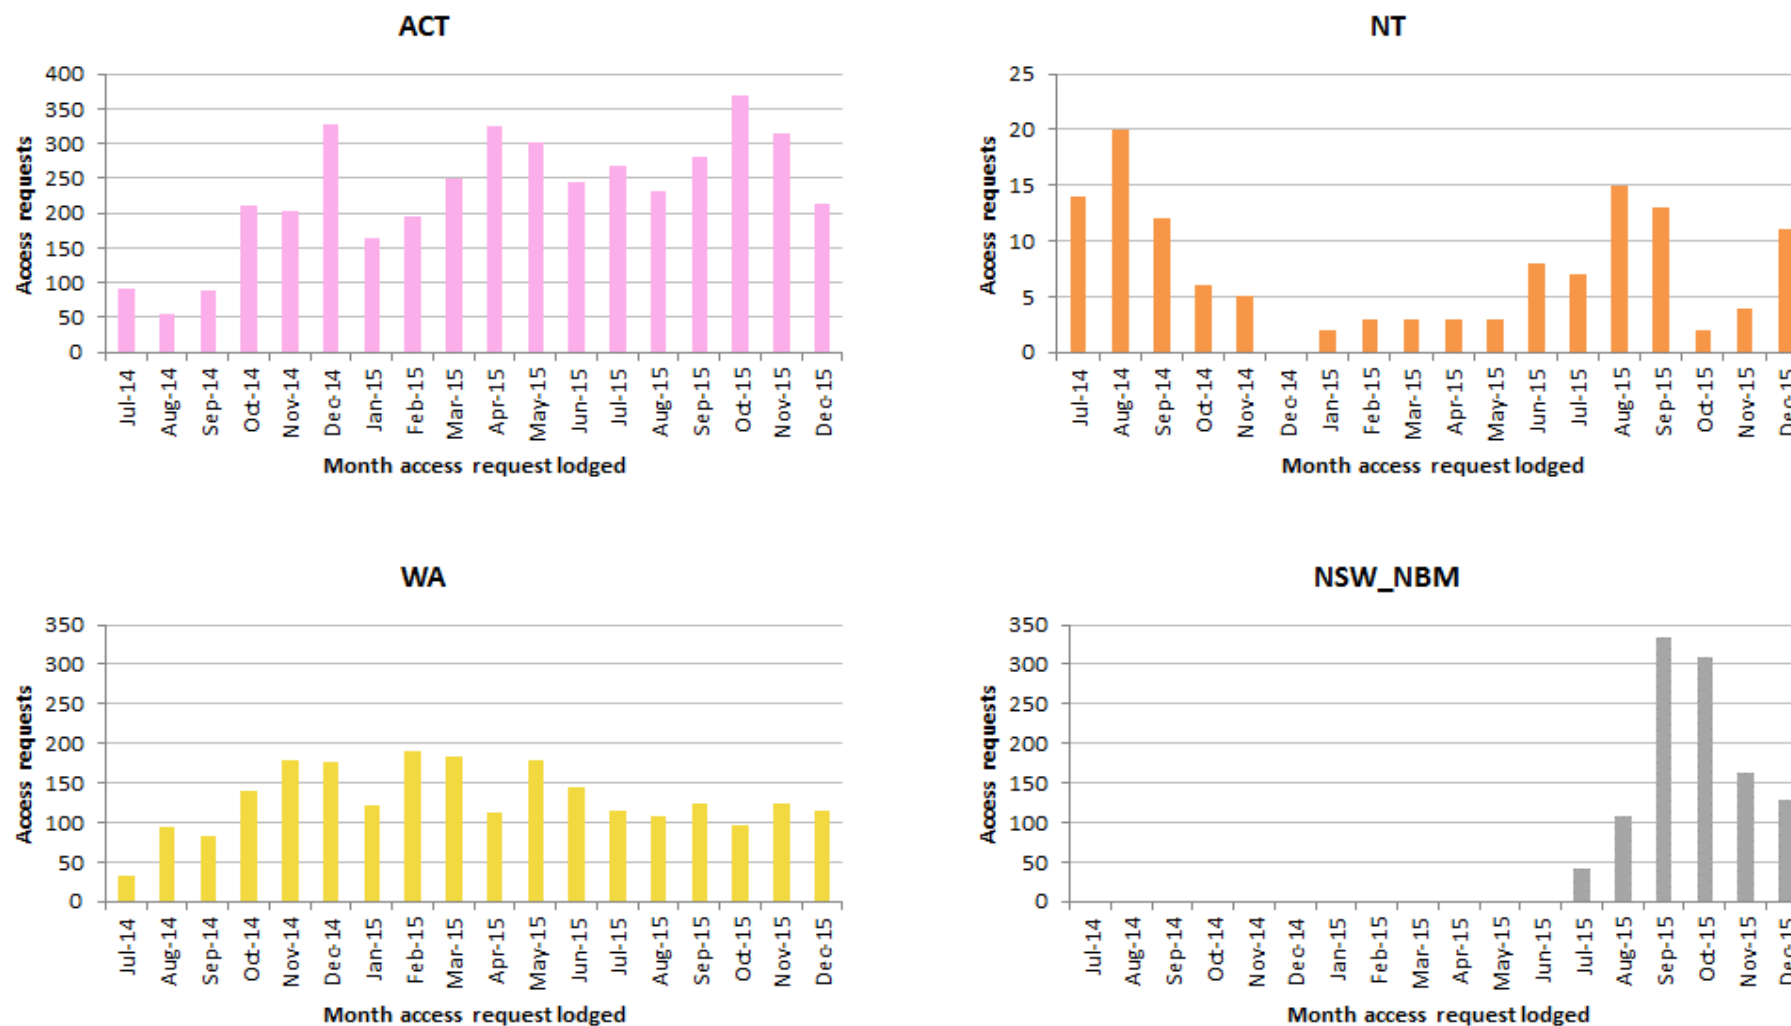 ACT
400
350
300
250
200
150
100
50
0
Access requests
Jul-14
Aug-14
Sep-14
Oct-14
Nov-14
Dec-14
Jan-15
Feb-15
Mar-15
Apr-15
May-15
Jun-15
Jul-15
Aug-15
Sep-15
Oct-15
Nov-15
Dec-15
Month access request lodged
NT
25
20
15
10
5
0
Access requests
Jul-14
Aug-14
Sep-14
Oct-14
Nov-14
Dec-14
Jan-15
Feb-15
Mar-15
Apr-15
May-15
Jun-15
Jul-15
Aug-15
Sep-15
Oct-15
Nov-15
Dec-15
Month access request lodged
WA
350
300
250
200
150
100
50
0
Access requests
Jul-14
Aug-14
Sep-14
Oct-14
Nov-14
Dec-14
Jan-15
Feb-15
Mar-15
Apr-15
May-15
Jun-15
Jul-15
Aug-15
Sep-15
Oct-15
Nov-15
Dec-15
Month access request lodged
NSW_NBM
350
300
250
200
150
100
50
0
Access requests
Jul-14
Aug-14
Sep-14
Oct-14
Nov-14
Dec-14
Jan-15
Feb-15
Mar-15
Apr-15
May-15
Jun-15
Jul-15
Aug-15
Sep-15
Oct-15
Nov-15
Dec-15
Month access request lodged